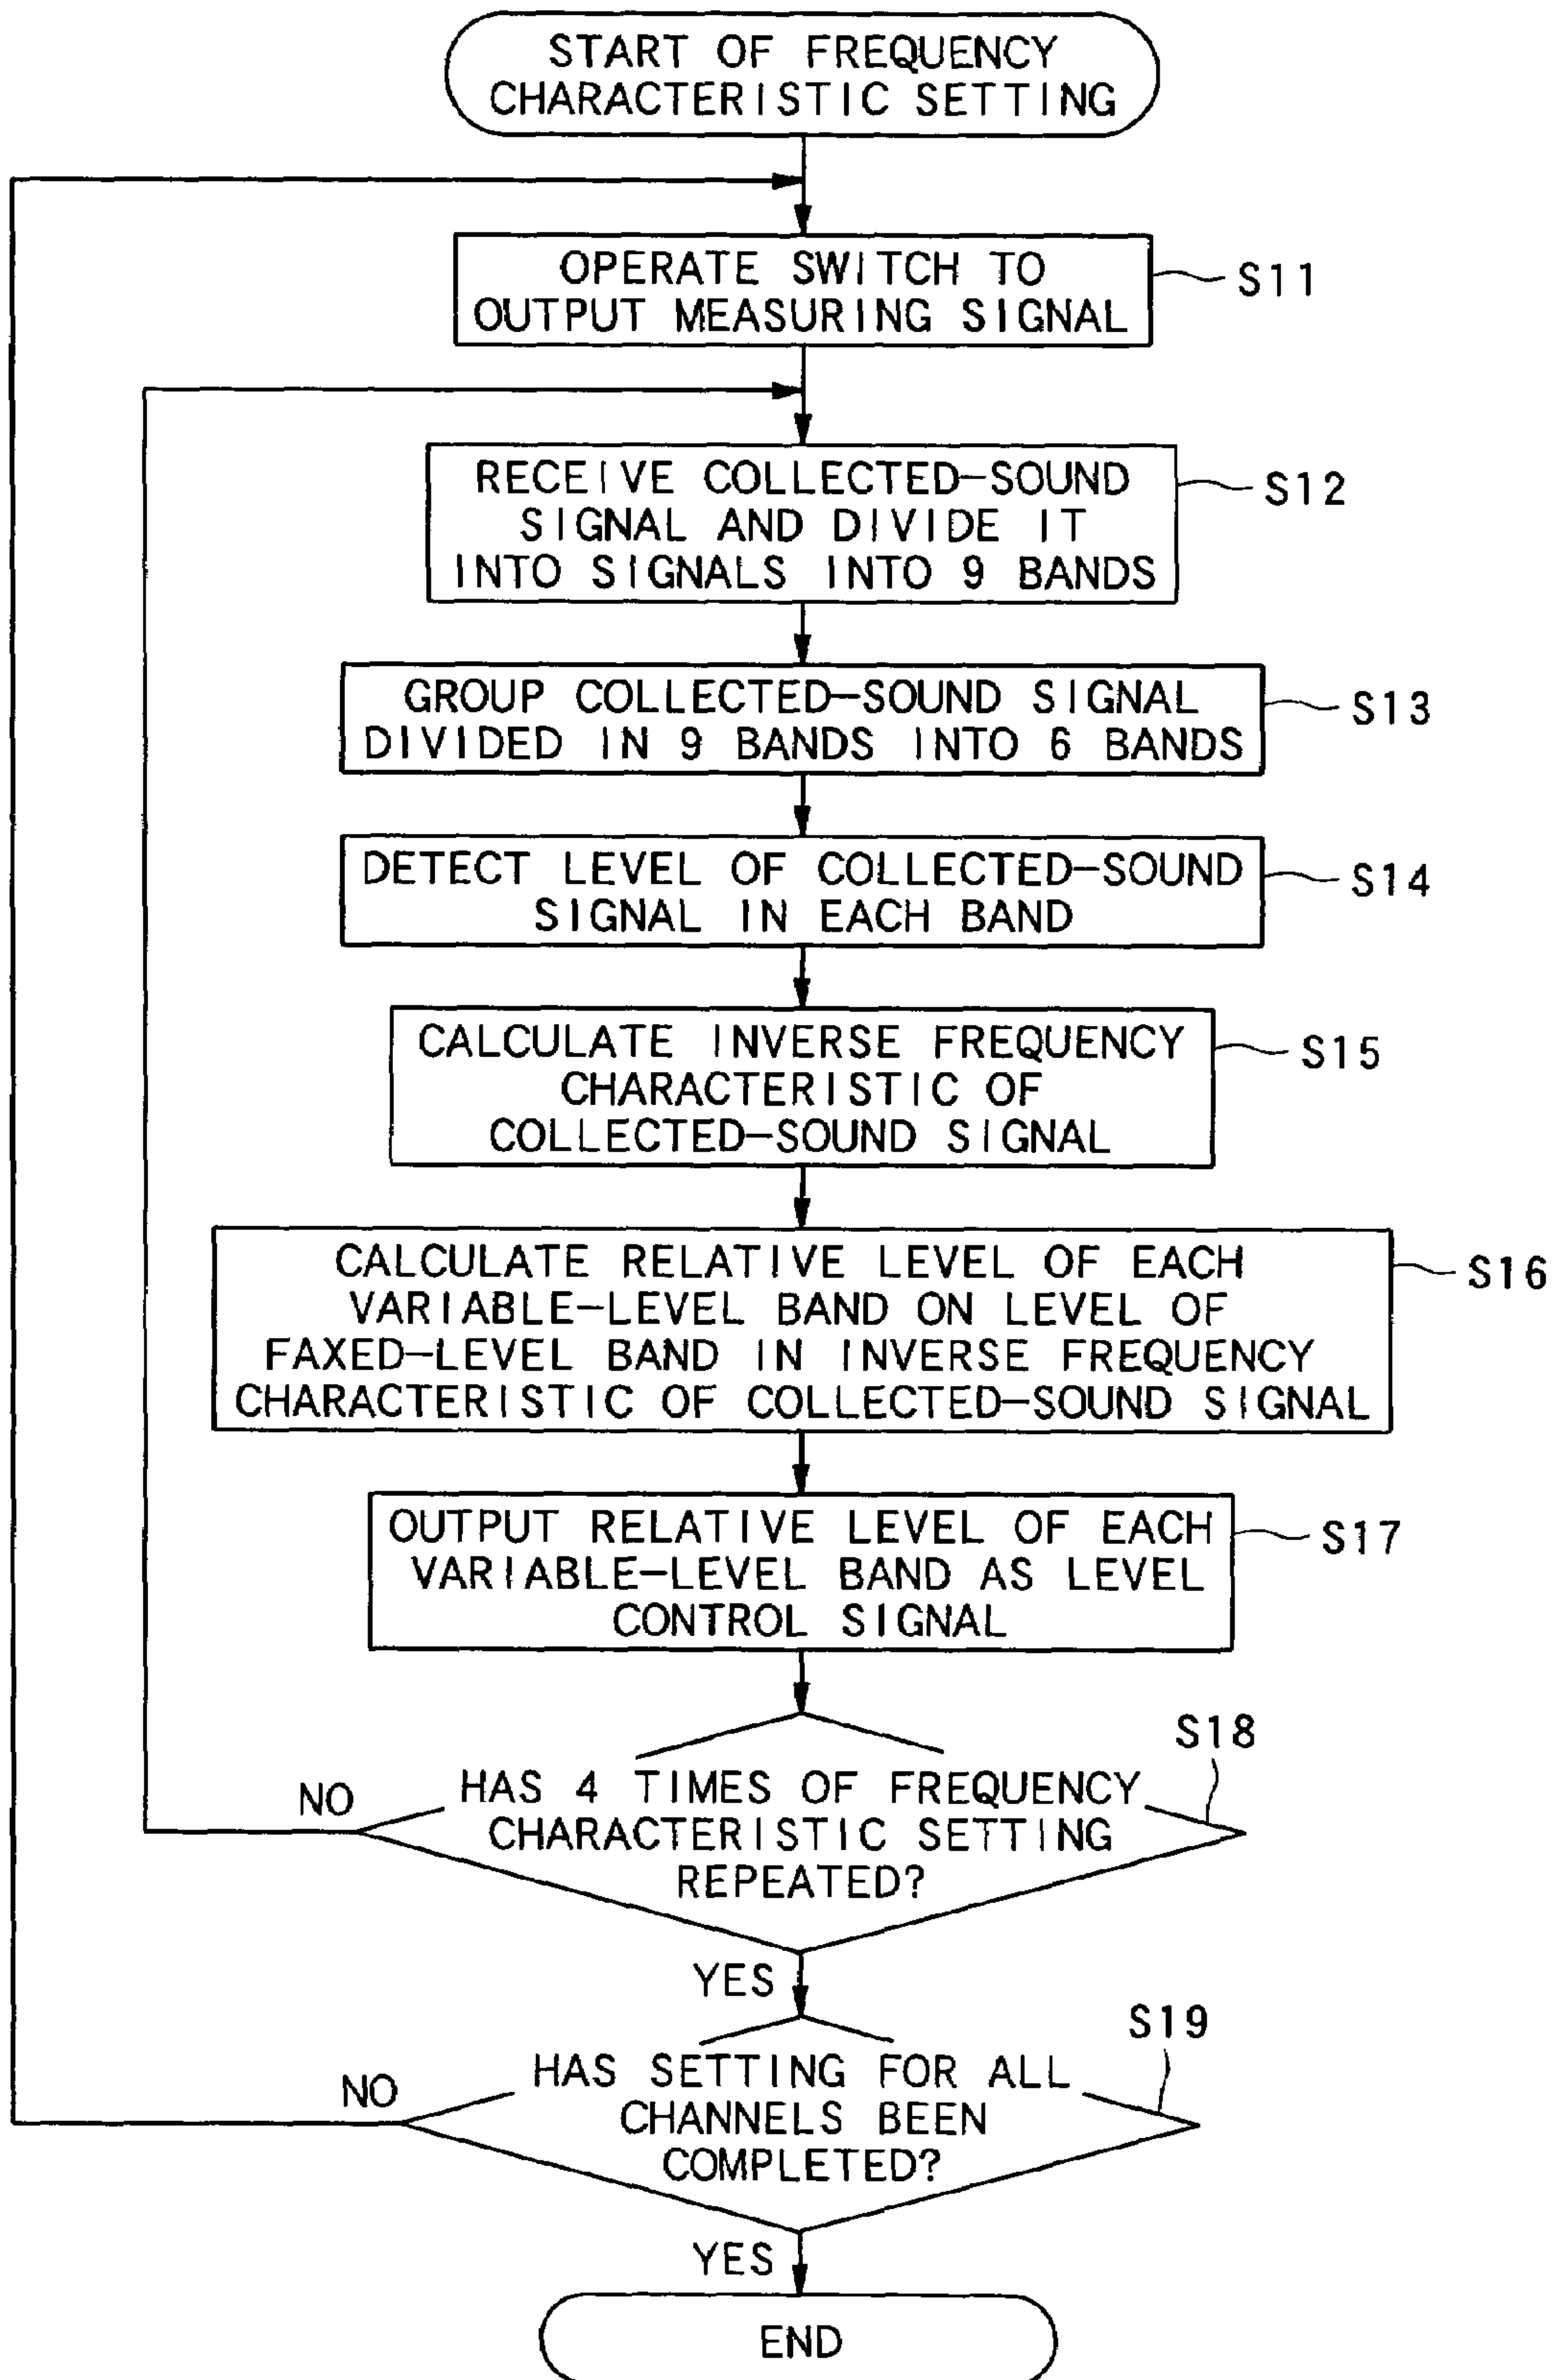 START OF FREQUENCY
CHARACTERISTIC SETTING
OPERATE SWITCH TO
OUTPUT MEASURING SIGNAL
S11
RECEIVE COLLECTED-SOUND
SIGNAL AND DIVIDE IT
INTO SIGNALS INTO 9 BANDS
S12
GROUP COLLECTED-SOUND SIGNAL
DIVIDED IN 9 BANDS INTO 6 BANDS
S13
DETECT LEVEL OF COLLECTED-SOUND
SIGNAL IN EACH BAND
S14
CALCULATE INVERSE FREQUENCY
CHARACTERISTIC OF
COLLECTED-SOUND SIGNAL
S15
CALCULATE RELATIVE LEVEL OF EACH
VARIABLE-LEVEL BAND ON LEVEL OF
FAXED-LEVEL BAND IN INVERSE FREQUENCY
CHARACTERISTIC OF COLLECTED-SOUND SIGNAL
S16
OUTPUT RELATIVE LEVEL OF EACH
VARIABLE-LEVEL BAND AS LEVEL
CONTROL SIGNAL
S17
S18
NO
HAS 4 TIMES OF FREQUENCY
CHARACTERISTIC SETTING
REPEATED?
YES
S19
NO
HAS SETTING FOR ALL
CHANNELS BEEN
COMPLETED?
YES
END